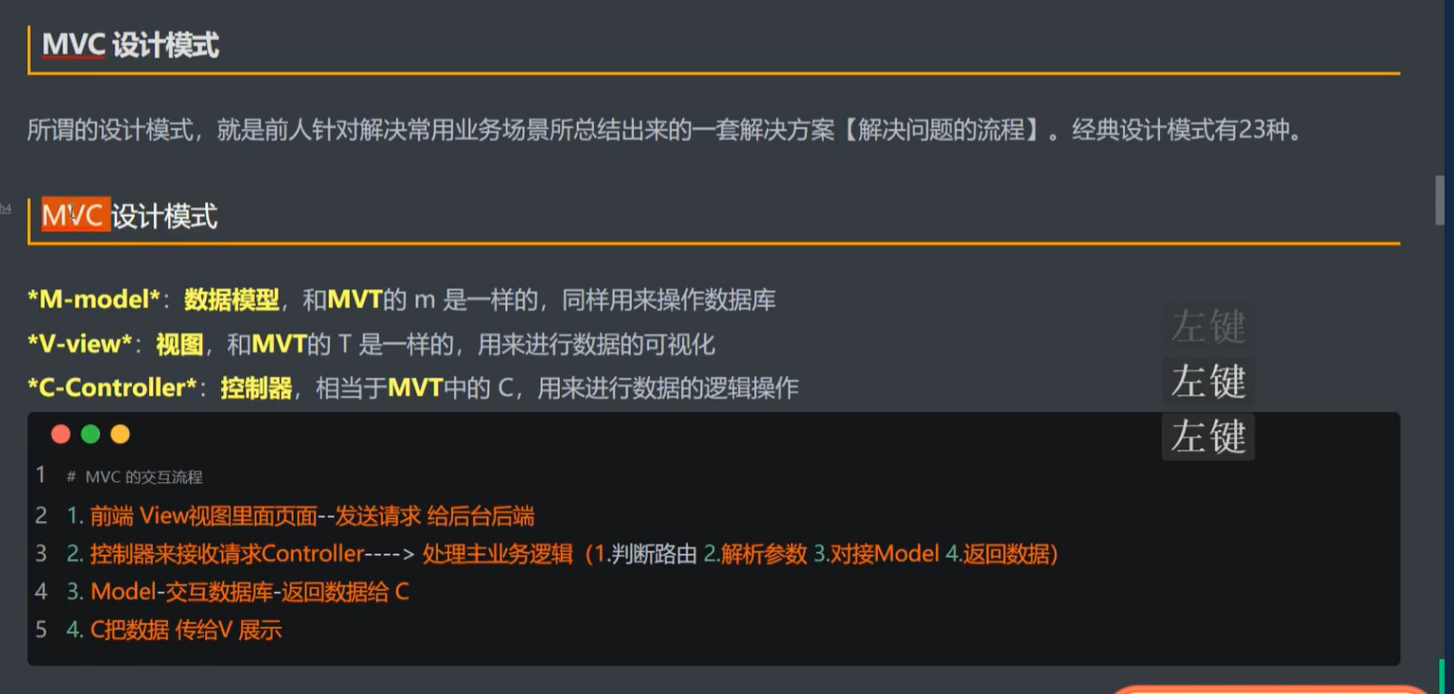 MVC 设计模式
所谓的设计模式，就是前人针对解决常用业务场景所总结出来的一套解决方案【解决问题的流程】。经典设计模式有23种。
h4
MVC 设计模式
*M-model*：数据模型，和MVT的 m 是一样的，同样用来操作数据库
*V-view*：视图，和MVT的 T 是一样的，用来进行数据的可视化
*C-Controller*：控制器，相当于MVT中的 C，用来进行数据的逻辑操作
左键
左键
左键
1 # MVC 的交互流程
2 1. 前端 View视图里面页面--发送请求 给后台后端
3 2. 控制器来接收请求Controller----> 处理主业务逻辑（1.判断路由 2.解析参数 3.对接Model 4.返回数据）
4 3. Model-交互数据库-返回数据给 C
5 4. C把数据 传给V 展示